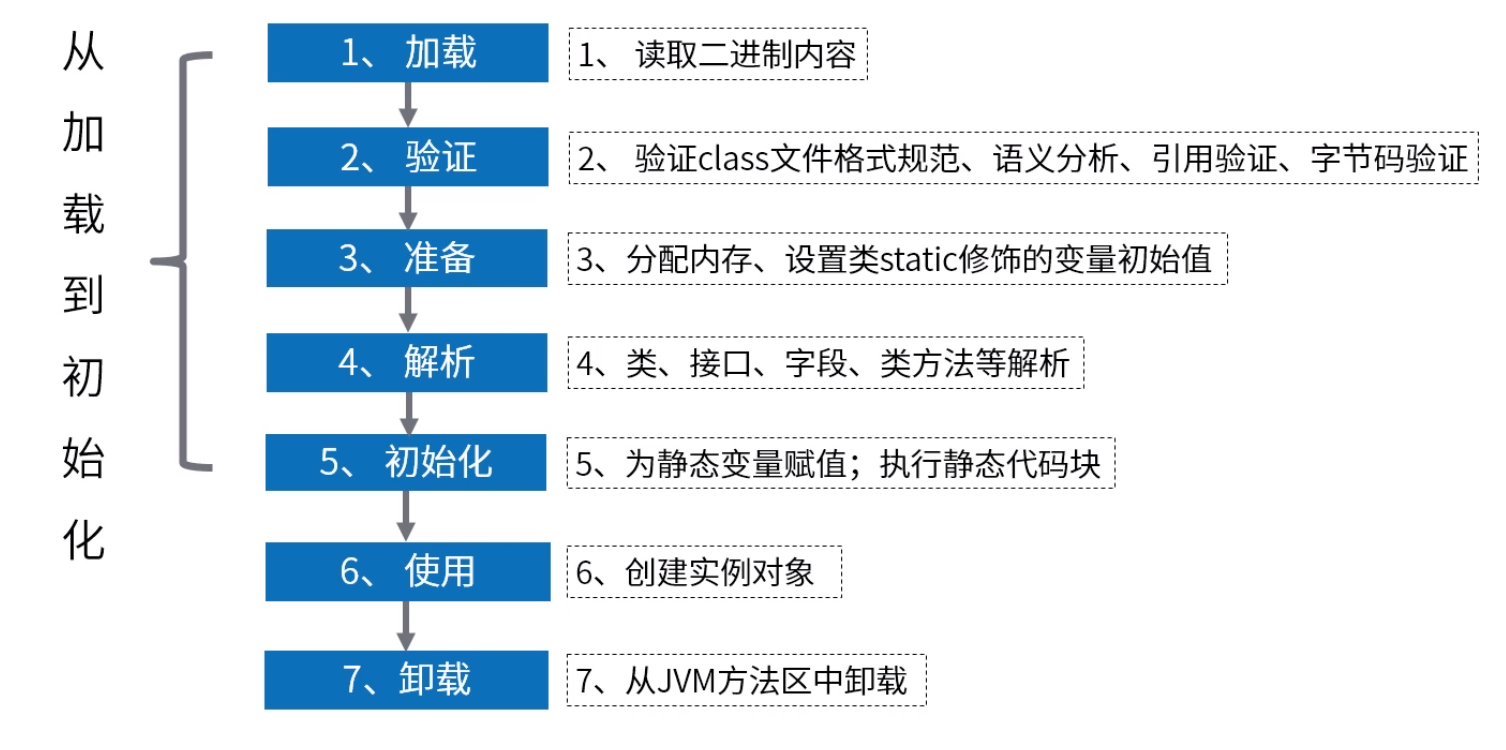 从加载到初始化
1、 加载
1、 读取二进制内容
2、 验证
2、 验证class文件格式规范、语义分析、引用验证、字节码验证
3、 准备
3、分配内存、设置类static修饰的变量初始值
4、 解析
4、类、接口、字段、类方法等解析
5、 初始化
5、为静态变量赋值；执行静态代码块
6、 使用
6、创建实例对象
7、卸载
7、从JVM方法区中卸载